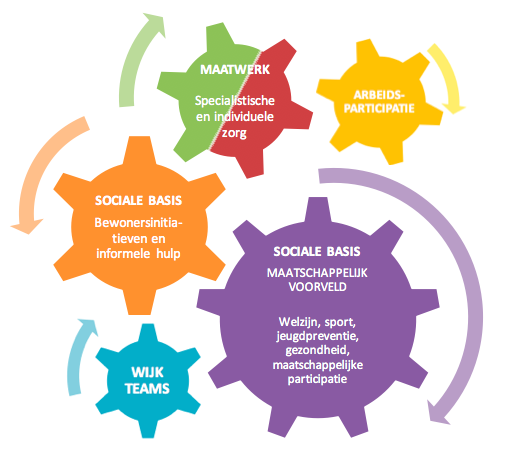 MAATWERK
Specialistische
en individuele
zorg
ARBEIDS-
PARTICIPATIE
SOCIALE BASIS
Bewonersinitia-
tieven en
informele hulp
SOCIALE BASIS
MAATSCHAPPELIJK
VOORVELD
Welzijn, sport,
jeugdpreventie,
gezondheid,
maatschappelijke
participatie
WIJK
TEAMS